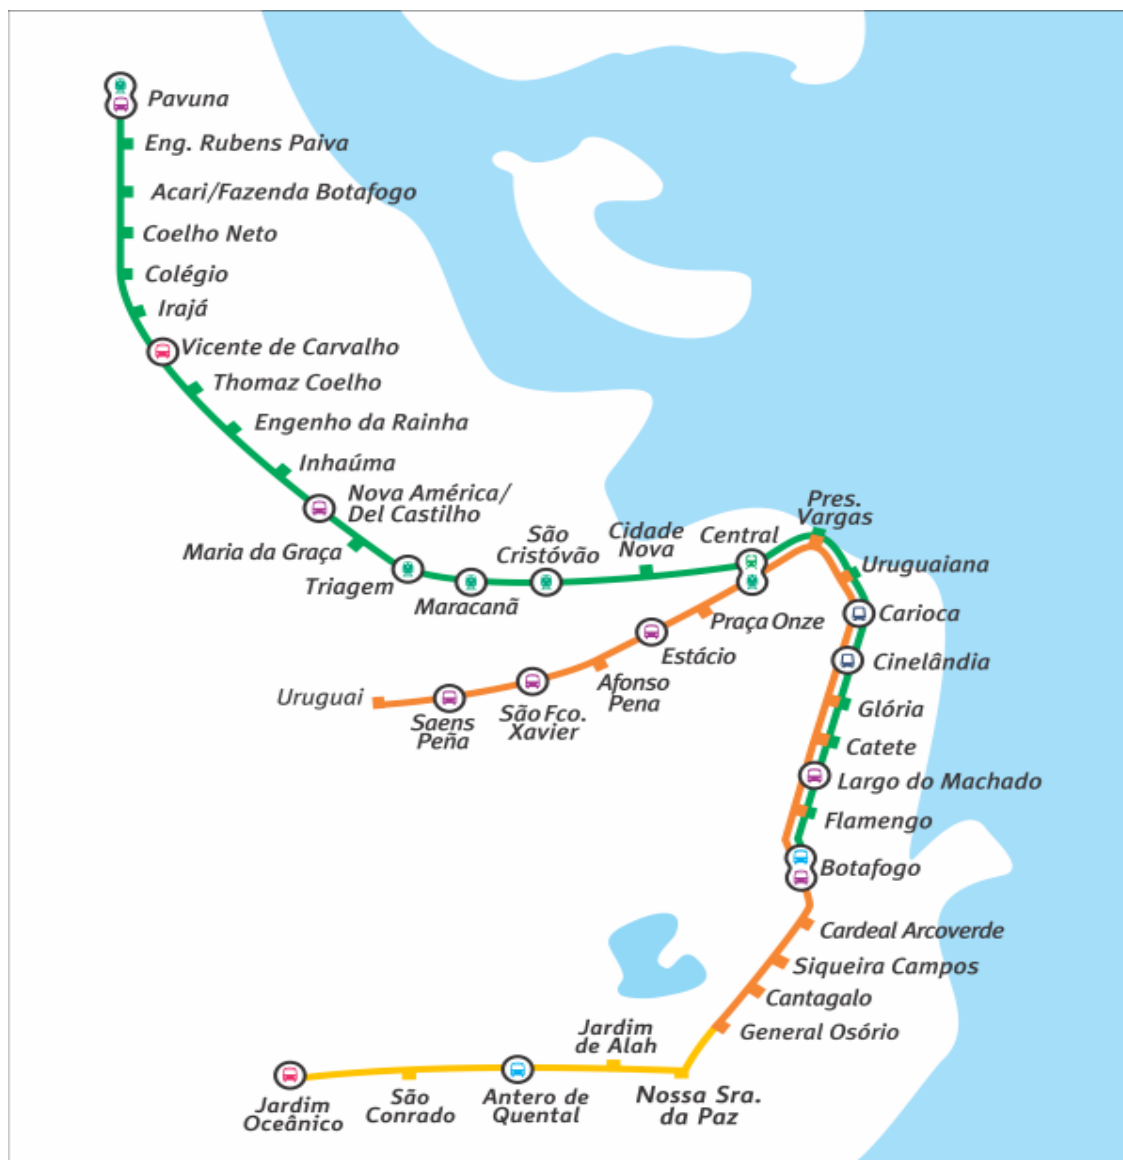 Pavuna
Eng. Rubens Paiva
Acari/Fazenda Botafogo
Coelho Neto
Colégio
Irajá
Vicente de Carvalho
Thomaz Coelho
Engenho da Rainha
Inhaúma
Nova América/
Del Castilho
Maria da Graça
Triagem
Maracanã
São
Cristóvão
Cidade
Nova
Central
Pres.
Vargas
Uruguaiana
Carioca
Cinelândia
Glória
Catete
Largo do Machado
Flamengo
Botafogo
Praça Onze
Estácio
Afonso
Pena
São Fco.
Xavier
Saens
Peña
Uruguai
Cardeal Arcoverde
Siqueira Campos
Cantagalo
General Osório
Nossa Sra.
da Paz
Jardim
de Alah
Antero de
Quental
São
Conrado
Jardim
Oceânico